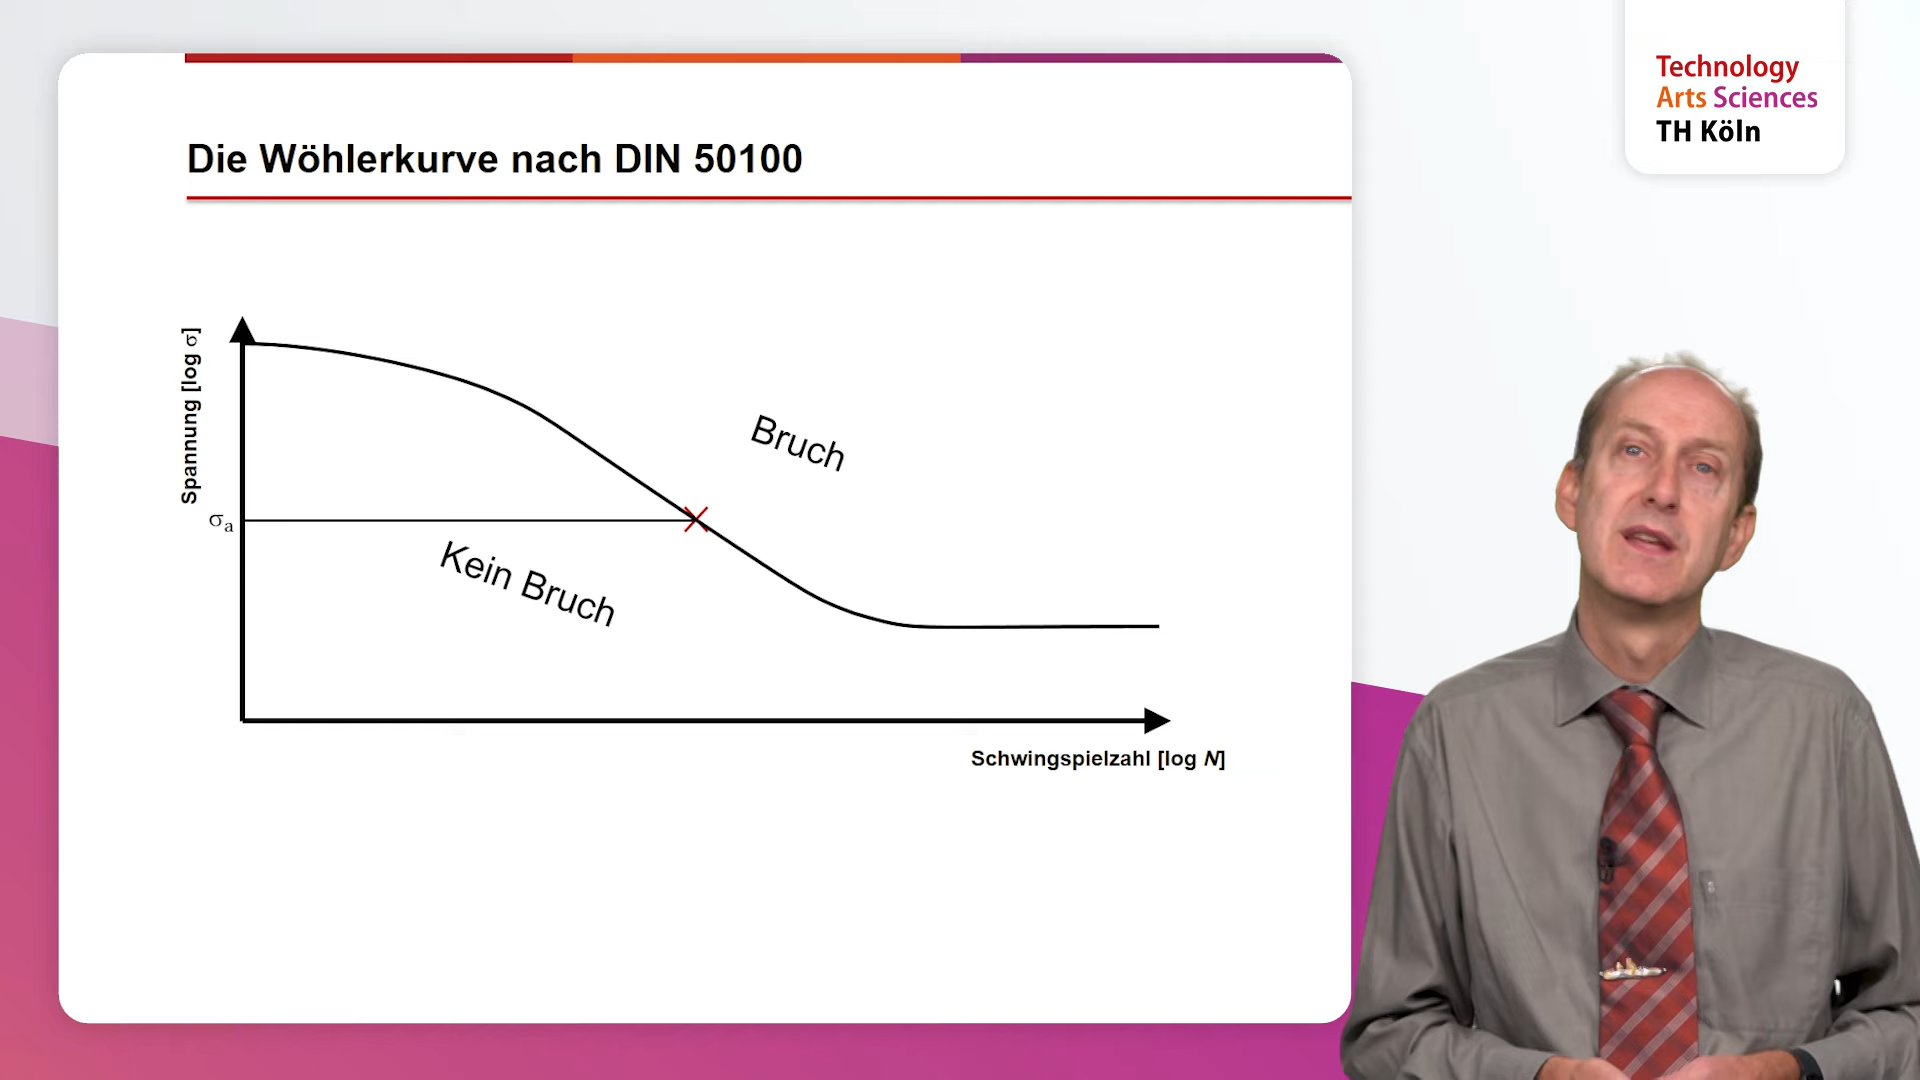 Technology
Arts Sciences
TH Köln
Die Wöhlerkurve nach DIN 50100
Spannung [log σ]
Bruch
σa
Kein Bruch
Schwingspielzahl [log N]